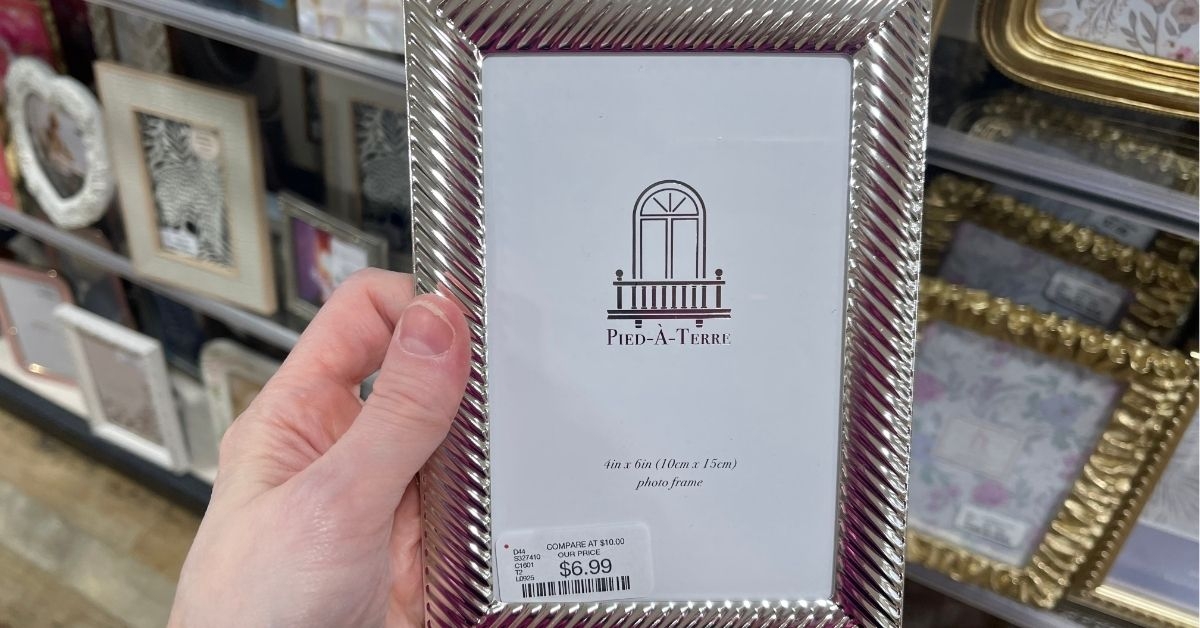 PIED-À-TERRE
4in x 6in (10cm x 15cm)
photo frame
D44
S327410
C1601
T2
L0925
COMPARE AT $10.00
OUR PRICE
$6.99